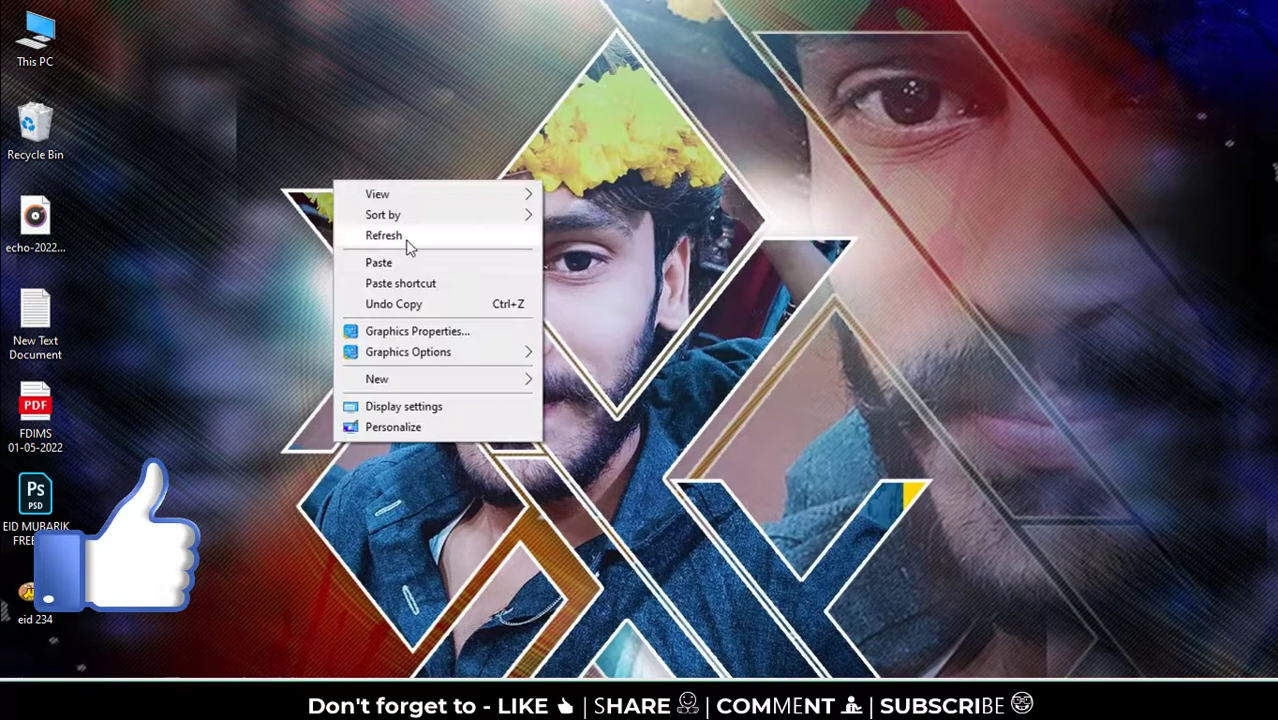 This PC
Recycle Bin
echo-2022...
New Text
Document
PDF
FDIMS
01-05-2022
Ps
PSD
EID MUBARIK
FREE
eid 234
View
Sort by
Refresh
Paste
Paste shortcut
Undo Copy Ctrl+Z
Graphics Properties...
Graphics Options
New
Display settings
Personalize
Don't forget to - LIKE | SHARE | COMMENT | SUBSCRIBE